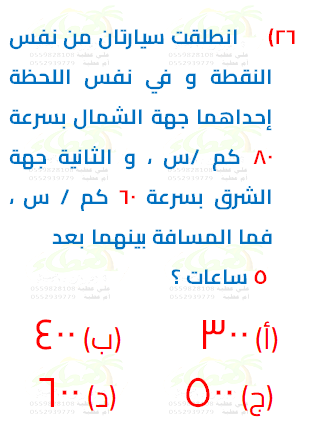 ٢٦) انطلقت سيارتان من نفس
النقطة و في نفس اللحظة
إحداهما جهة الشمال بسرعة
٨٠ كم /س ، و الثانية جهة
الشرق بسرعة ٦٠ كم / س ،
فما المسافة بينهما بعد
٥ ساعات ؟
(أ) ٣٠٠ (ب) ٤٠٠
(ج) ٥٠٠ (د) ٦٠٠